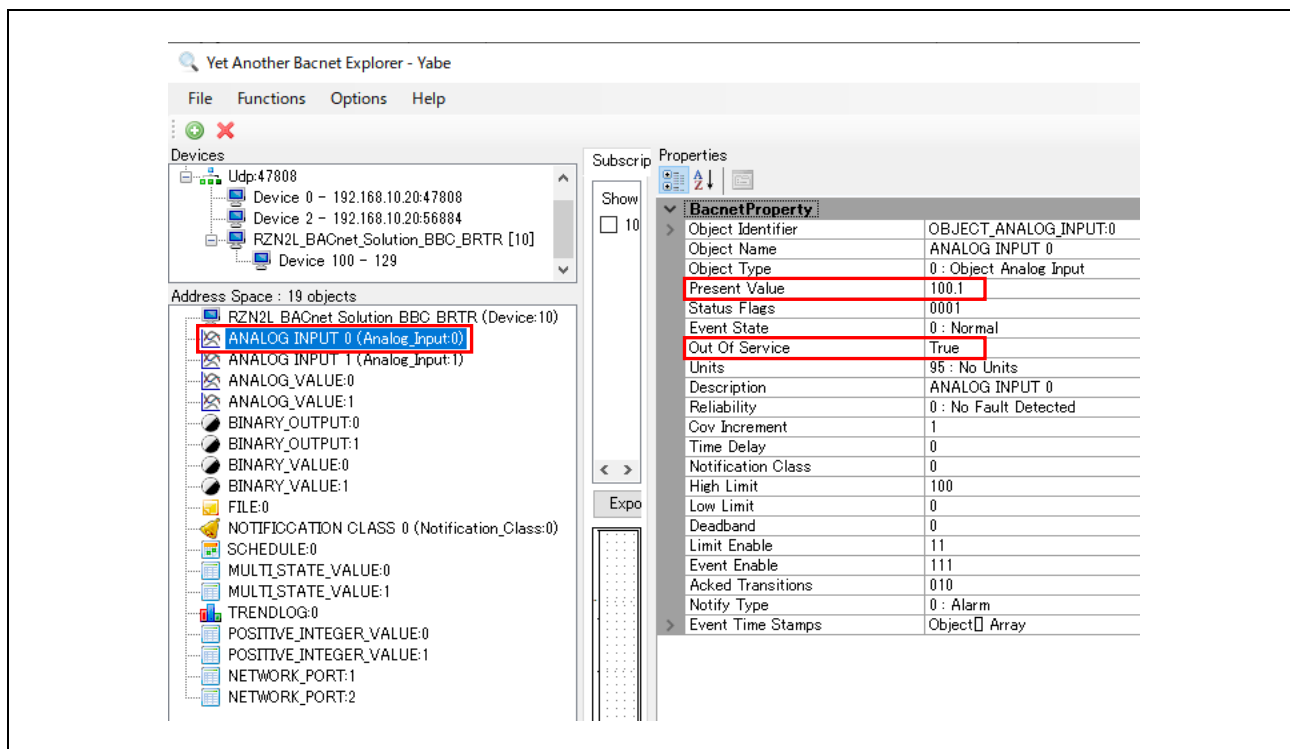 Yet Another Bacnet Explorer - Yabe
File Functions Options Help
Devices
Udp:47808
Device 0 - 192.168.10.20:47808
Device 2 - 192.168.10.20:56884
RZN2L_BACnet_Solution_BBC_BRTR [10]
Device 100 - 129
Address Space : 19 objects
RZN2L BACnet Solution BBC BRTR (Device:10)
ANALOG INPUT 0 (Analog_Input:0)
ANALOG INPUT 1 (Analog_Input:1)
ANALOG_VALUE:0
ANALOG_VALUE:1
BINARY_OUTPUT:0
BINARY_OUTPUT:1
BINARY_VALUE:0
BINARY_VALUE:1
FILE:0
NOTIFICCATION CLASS 0 (Notification_Class:0)
SCHEDULE:0
MULTI_STATE_VALUE:0
MULTI_STATE_VALUE:1
TRENDLOG:0
POSITIVE_INTEGER_VALUE:0
POSITIVE_INTEGER_VALUE:1
NETWORK_PORT:1
NETWORK_PORT:2
Subscrip
Show
10
Expo
Properties
BacnetProperty
Object Identifier OBJECT_ANALOG_INPUT:0
Object Name ANALOG INPUT 0
Object Type 0 : Object Analog Input
Present Value 100.1
Status Flags 0001
Event State 0 : Normal
Out Of Service True
Units 95 : No Units
Description ANALOG INPUT 0
Reliability 0 : No Fault Detected
Cov Increment 1
Time Delay 0
Notification Class 0
High Limit 100
Low Limit 0
Deadband 0
Limit Enable 11
Event Enable 111
Acked Transitions 010
Notify Type 0 : Alarm
Event Time Stamps Object[] Array